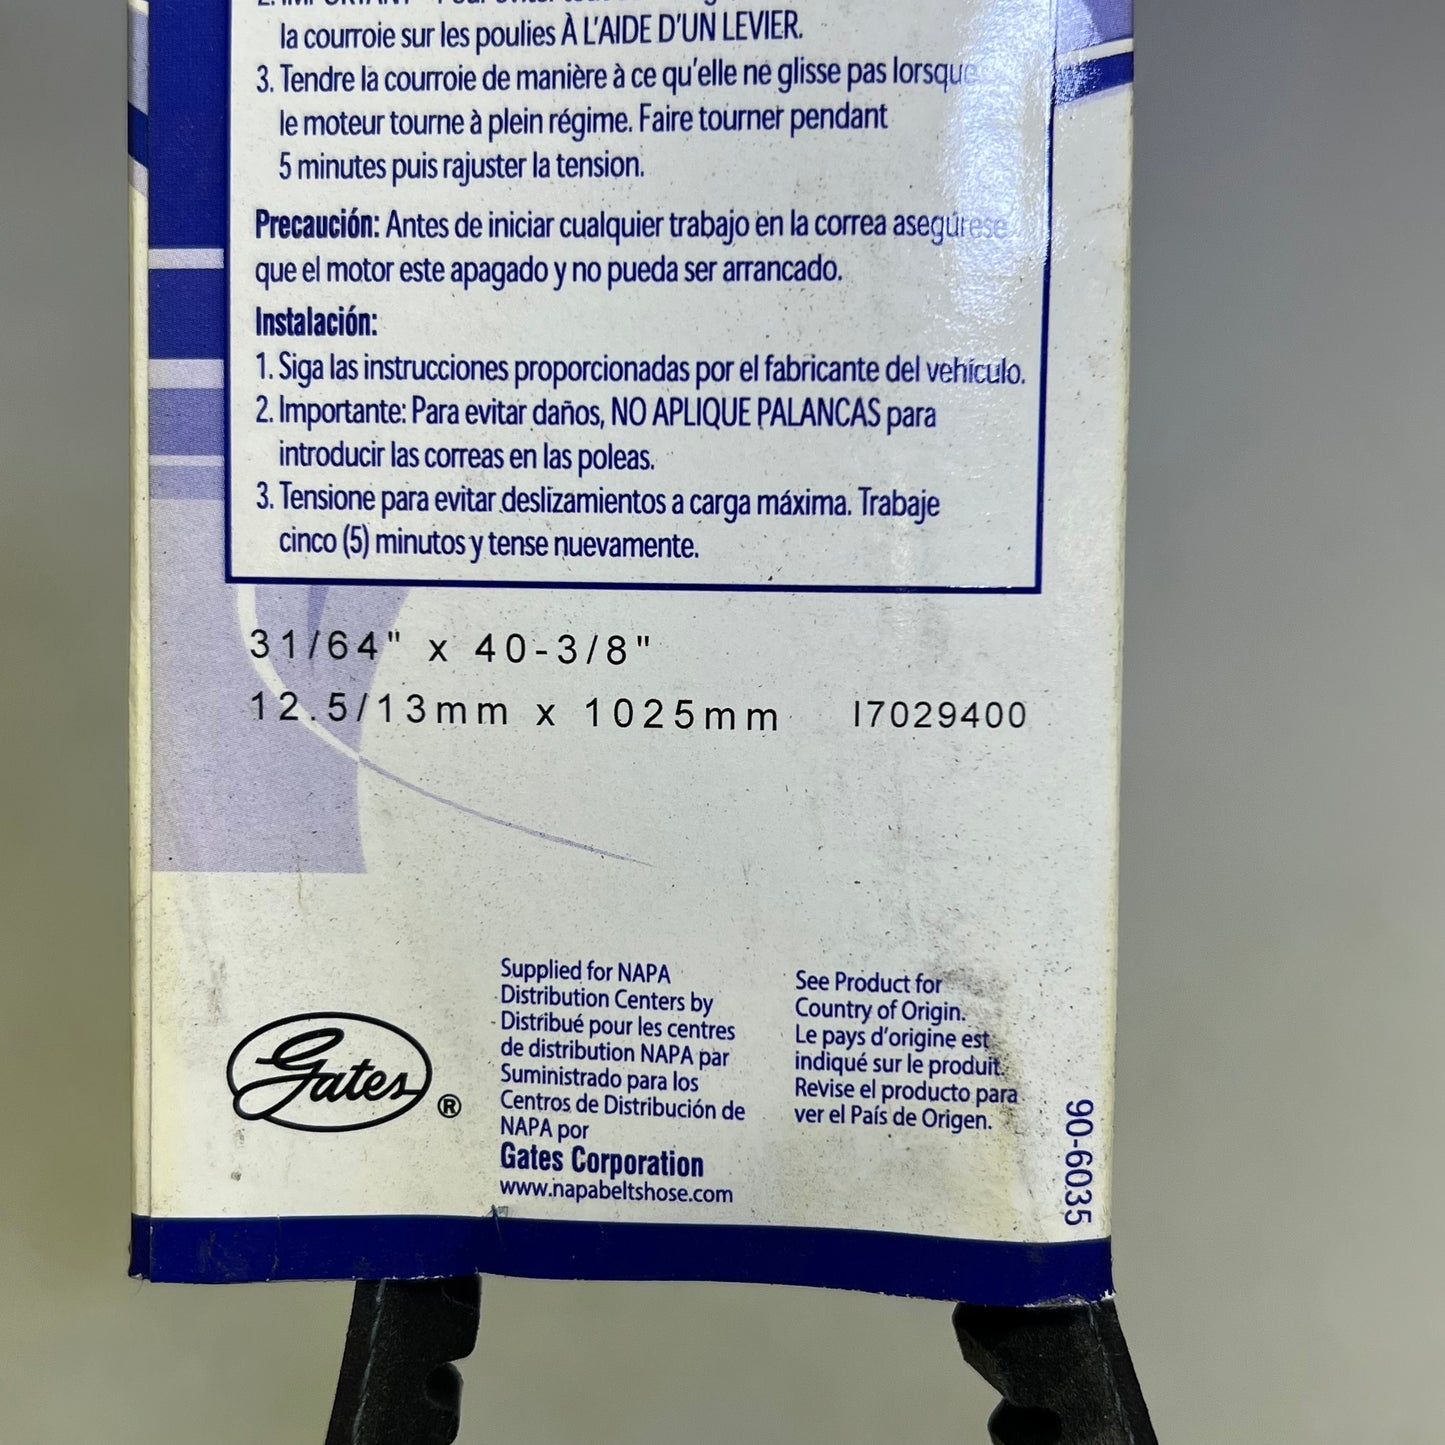 2. IMPORTANT
la courroie sur les poulies À L'AIDE D'UN LEVIER.
3. Tendre la courroie de manière à ce qu'elle ne glisse pas lorsque
le moteur tourne à plein régime. Faire tourner pendant
5 minutes puis rajuster la tension.
Precaución: Antes de iniciar cualquier trabajo en la correa asegúrese
que el motor este apagado y no pueda ser arrancado.
Instalación:
1. Siga las instrucciones proporcionadas por el fabricante del vehículo.
2. Importante: Para evitar daños, NO APLIQUE PALANCAS para
introducir las correas en las poleas.
3. Tensione para evitar deslizamientos a carga máxima. Trabaje
cinco (5) minutos y tense nuevamente.
31/64" x 40-3/8"
12.5/13mm x 1025mm I7029400
Gates ®
Supplied for NAPA
Distribution Centers by
Distribué pour les centres
de distribution NAPA par
Suministrado para los
Centros de Distribución de
NAPA por
Gates Corporation
www.napabeltshose.com
See Product for
Country of Origin.
Le pays d'origine est
indiqué sur le produit.
Revise el producto para
ver el País de Origen.
90-6035